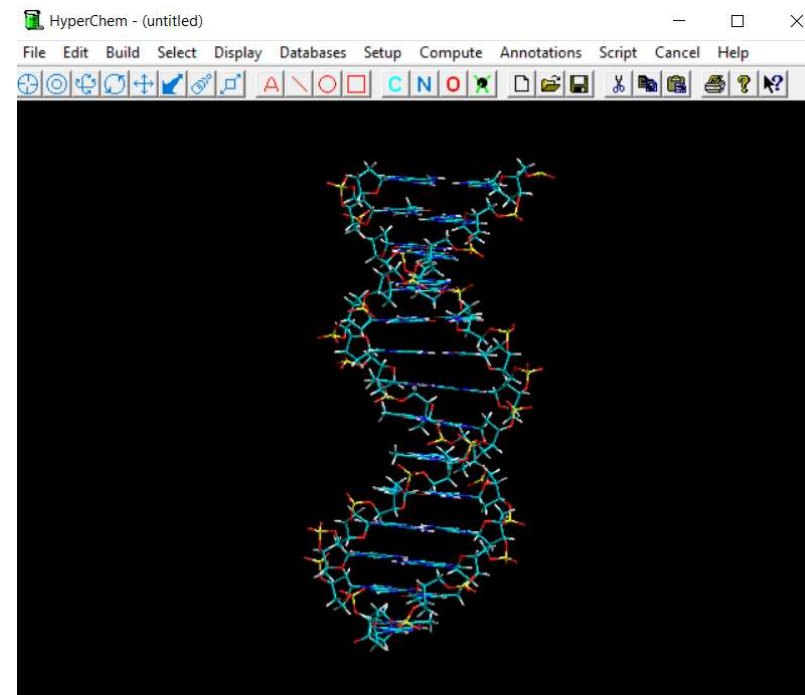 HyperChem - (untitled)
File Edit Build Select Display Databases Setup Compute Annotations Script Cancel Help
A C N O ? ?